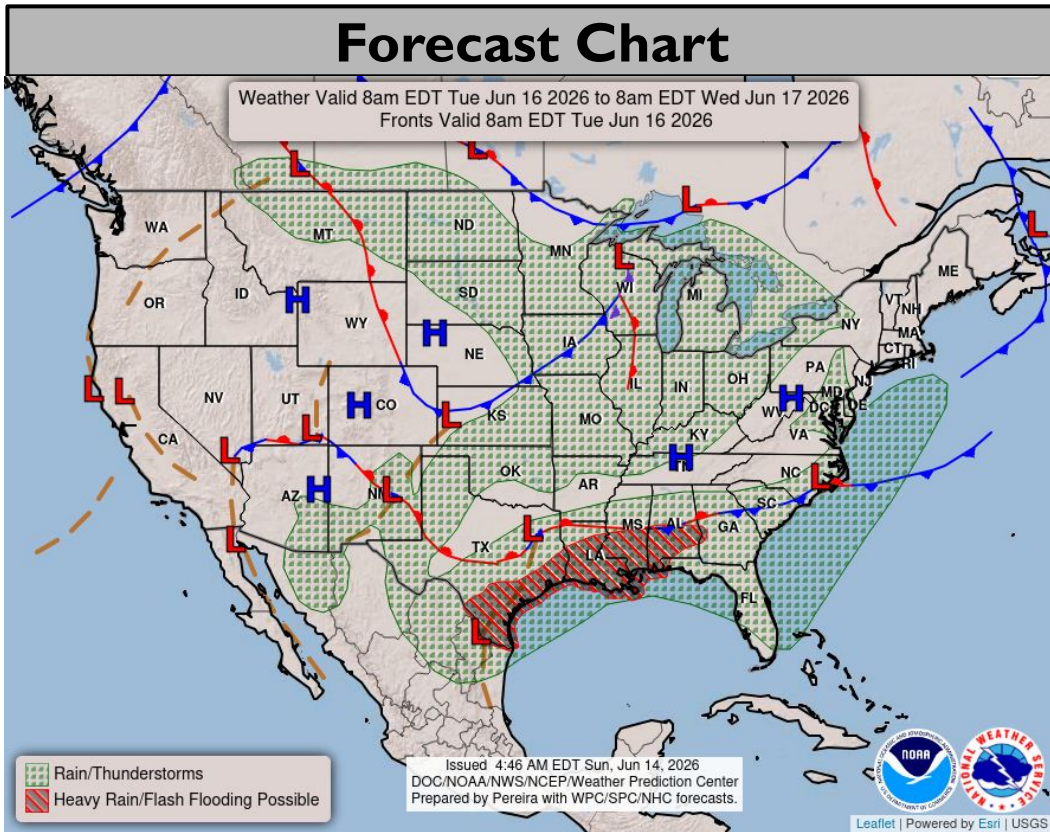 Forecast Chart
Weather Valid 8am EDT Tue Jun 16 2026 to 8am EDT Wed Jun 17 2026
Fronts Valid 8am EDT Tue Jun 16 2026
L
L
L
L
WA
MT
ND
MN
L
WI
MI
ME
OR
ID
H
WY
SD
H
NE
IA
VT
NH
NY
MA
CT
RI
L
L
NV
UT
H
CO
L
KS
MO
IL
IN
OH
PA
NJ
H
MD
DE
DC
WV
VA
CA
L
L
AZ
H
NM
L
OK
AR
KY
H
NC
L
SC
L
TX
L
MS
AL
GA
LA
L
FL
Rain/Thunderstorms
Heavy Rain/Flash Flooding Possible
Issued 4:46 AM EDT Sun, Jun 14, 2026
DOC/NOAA/NWS/NCEP/Weather Prediction Center
Prepared by Pereira with WPC/SPC/NHC forecasts.
NOAA
NATIONAL WEATHER SERVICE
Leaflet | Powered by Esri | USGS